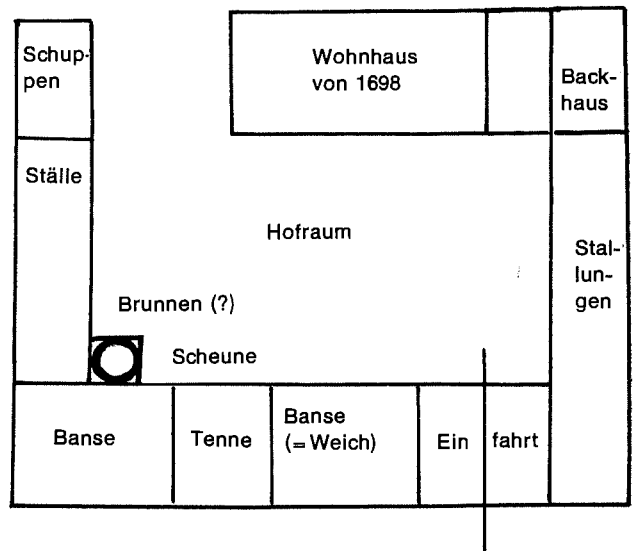 Schup-
pen
Wohnhaus
von 1698
Back-
haus
Ställe
Hofraum
Stal-
lun-
gen
Brunnen (?)
Scheune
Banse
Tenne
Banse
(= Weich)
Ein fahrt